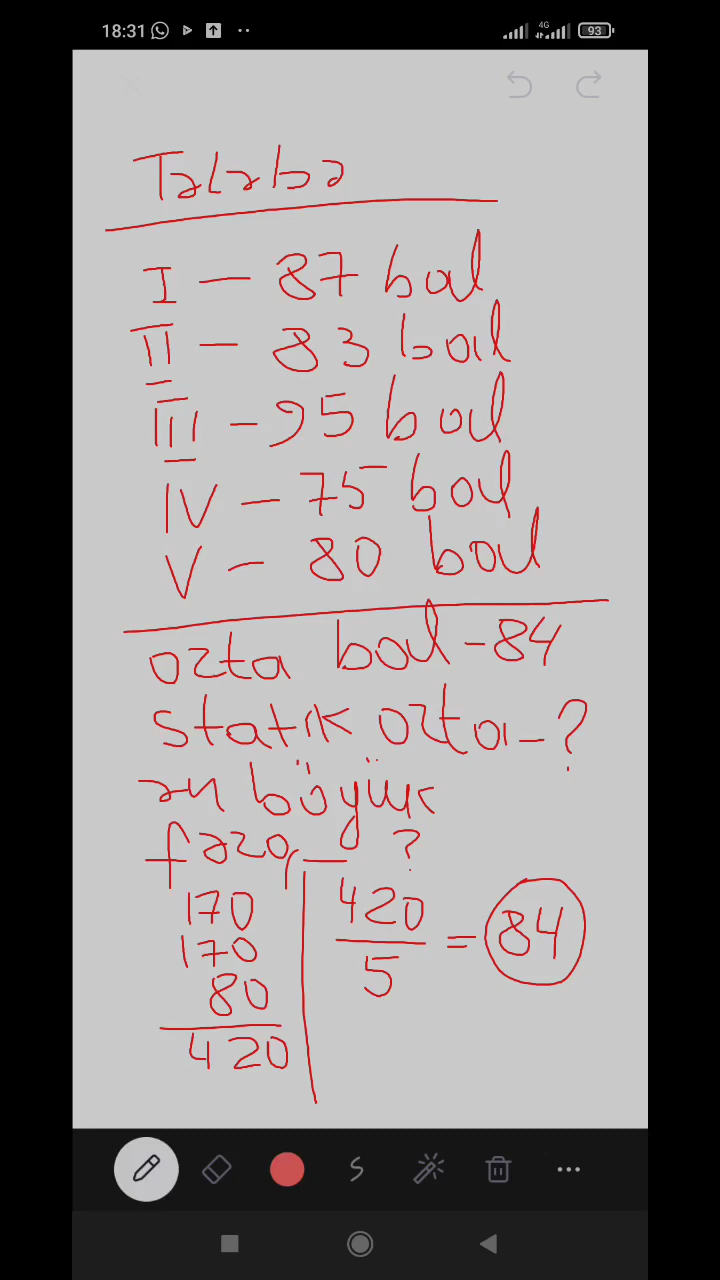 18:31 4G 93
Tələbə
I – 87 bal
II – 83 bal
III – 95 bal
IV – 75 bal
V – 80 bal
orta bal – 84
statik orta – ?
ən böyük
fərq – ?
170
170
80
420
420
5
= 84